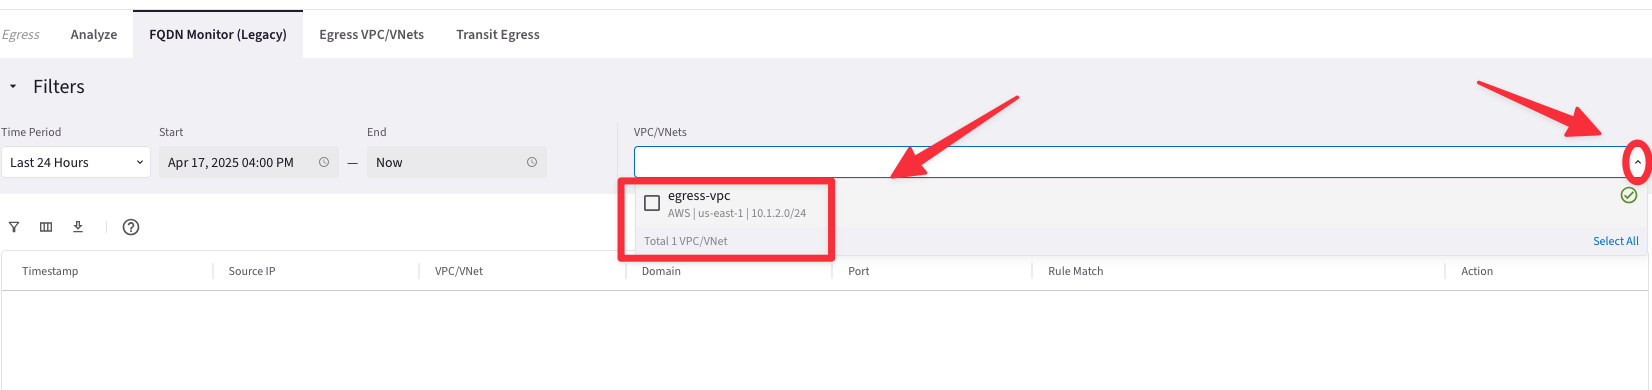 Egress Analyze FQDN Monitor (Legacy) Egress VPC/VNets Transit Egress
Filters
Time Period Start End VPC/VNets
Last 24 Hours Apr 17, 2025 04:00 PM — Now
egress-vpc
AWS | us-east-1 | 10.1.2.0/24
Total 1 VPC/VNet Select All
Timestamp Source IP VPC/VNet Domain Port Rule Match Action